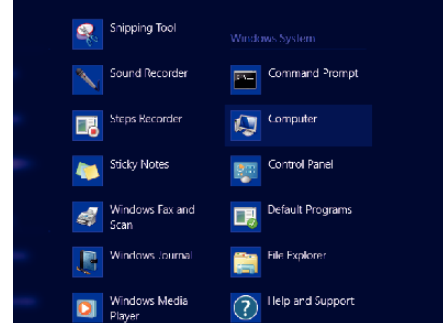 Snipping Tool
Sound Recorder
Steps Recorder
Sticky Notes
Windows Fax and
Scan
Windows Journal
Windows Media
Player
Windows System
Command Prompt
Computer
Control Panel
Default Programs
File Explorer
Help and Support